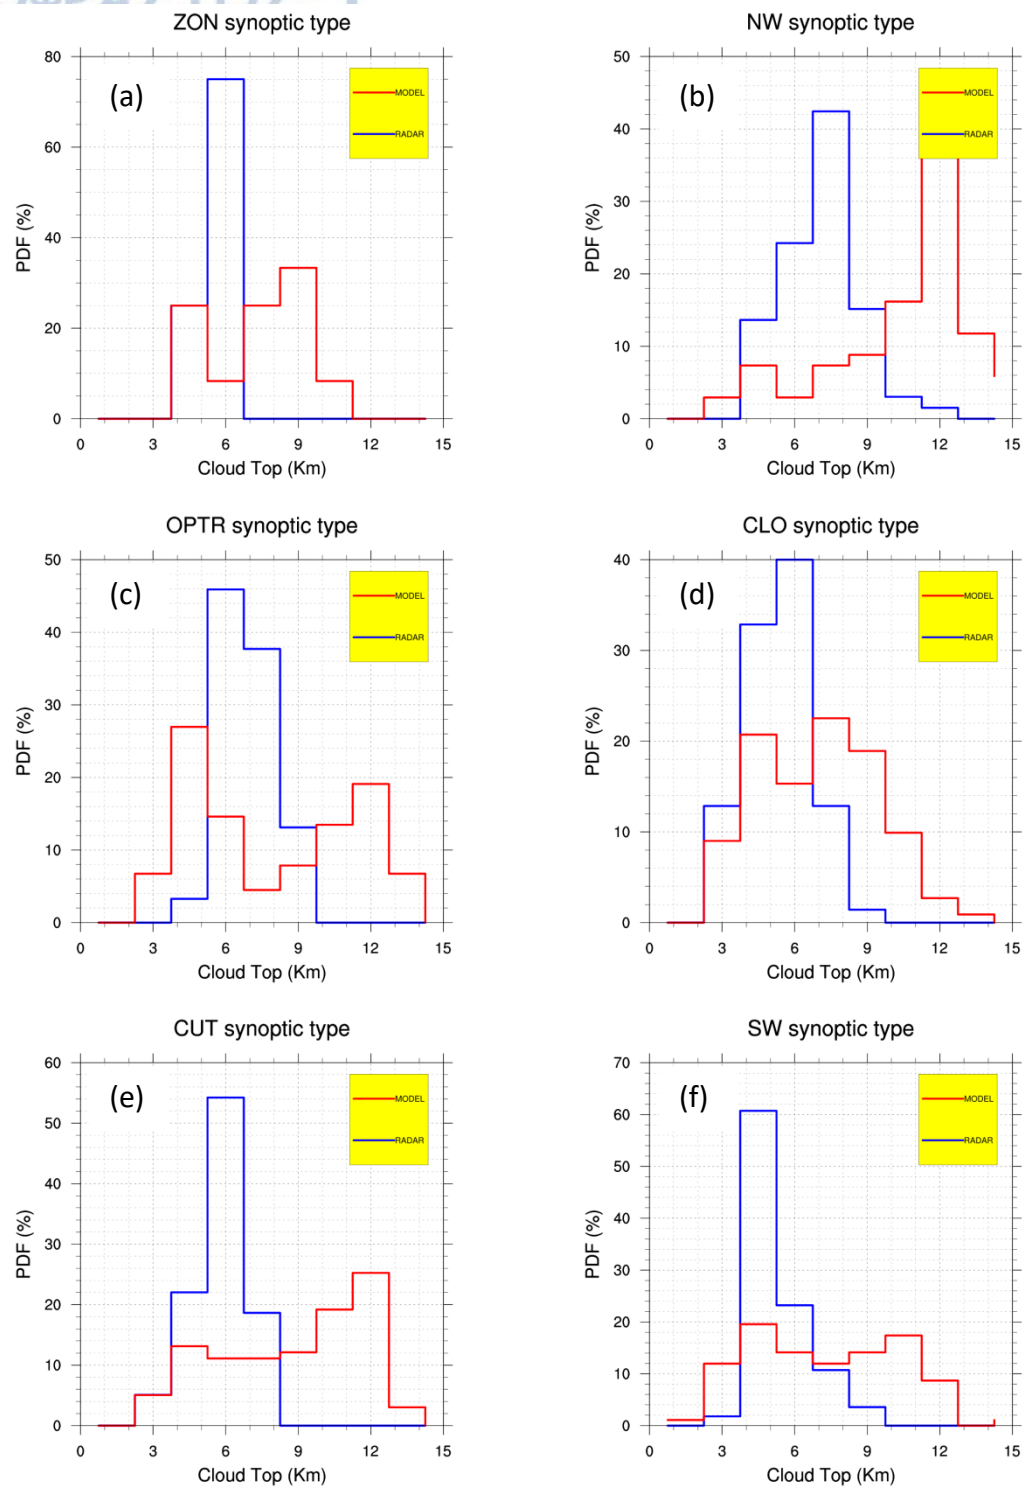 ZON synoptic type
(a)
MODEL
RADAR
80
60
40
20
0
PDF (%)
0 3 6 9 12 15
Cloud Top (Km)
NW synoptic type
(b)
MODEL
RADAR
50
40
30
20
10
0
PDF (%)
0 3 6 9 12 15
Cloud Top (Km)
OPTR synoptic type
(c)
MODEL
RADAR
50
40
30
20
10
0
PDF (%)
0 3 6 9 12 15
Cloud Top (Km)
CLO synoptic type
(d)
MODEL
RADAR
40
30
20
10
0
PDF (%)
0 3 6 9 12 15
Cloud Top (Km)
CUT synoptic type
(e)
MODEL
RADAR
60
50
40
30
20
10
0
PDF (%)
0 3 6 9 12 15
Cloud Top (Km)
SW synoptic type
(f)
MODEL
RADAR
70
60
50
40
30
20
10
0
PDF (%)
0 3 6 9 12 15
Cloud Top (Km)